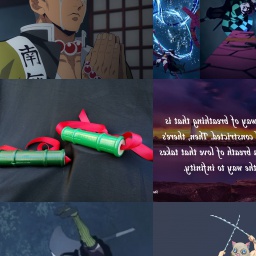 南
way of breathing that is
constricted. Then, there's
a breath of love that takes
the way to infinity.